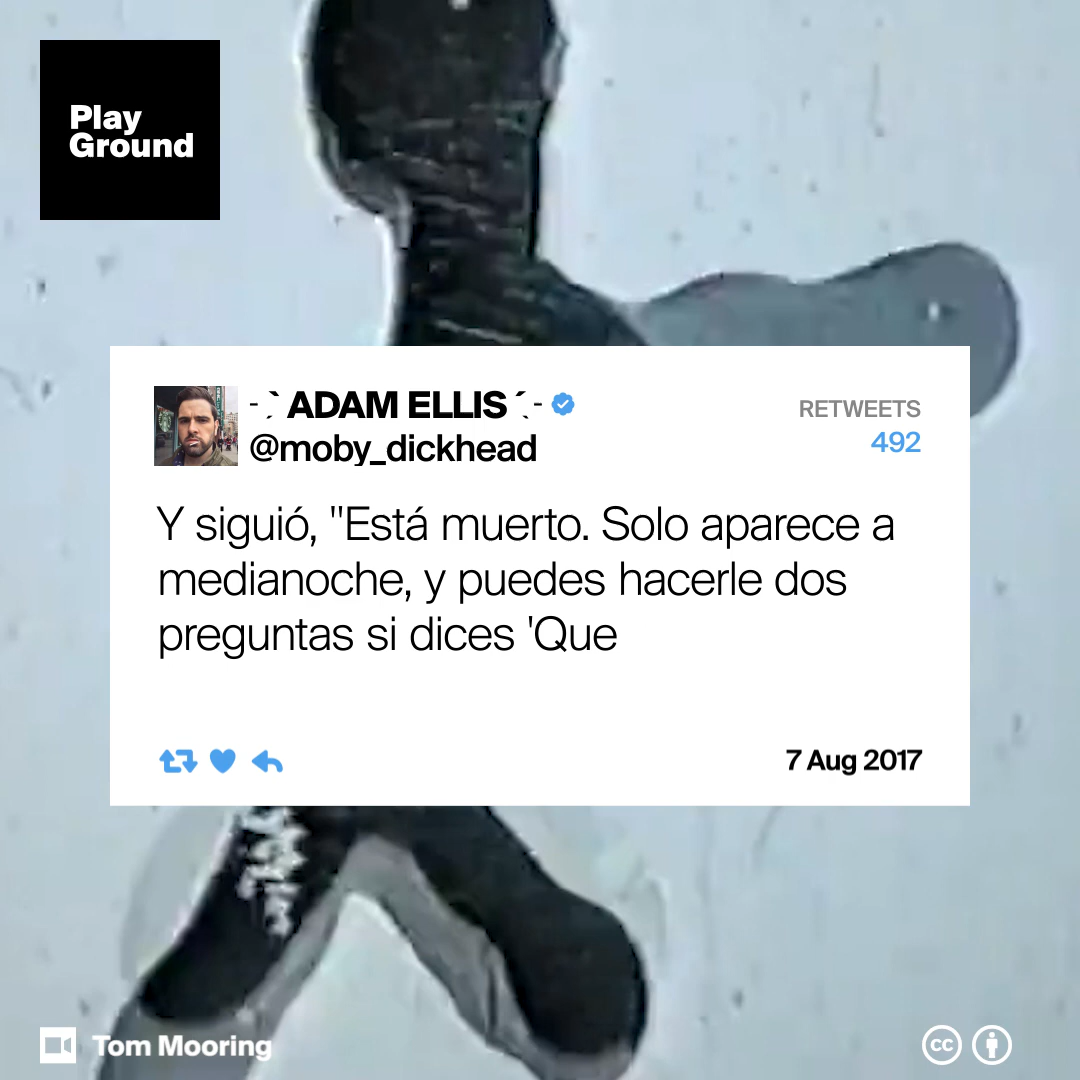 Play
Ground
-ˋ ADAM ELLIS ˊ-
@moby_dickhead
RETWEETS
492
Y siguió, "Está muerto. Solo aparece a
medianoche, y puedes hacerle dos
preguntas si dices 'Que
7 Aug 2017
Tom Mooring
cc